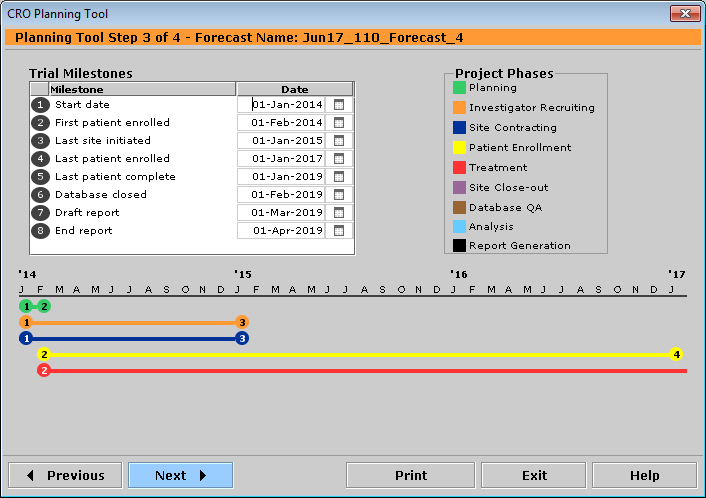 CRO Planning Tool
Planning Tool Step 3 of 4 - Forecast Name: Jun17_110_Forecast_4
Trial Milestones
Milestone Date
1 Start date 01-Jan-2014
2 First patient enrolled 01-Feb-2014
3 Last site initiated 01-Jan-2015
4 Last patient enrolled 01-Jan-2017
5 Last patient complete 01-Jan-2019
6 Database closed 01-Feb-2019
7 Draft report 01-Mar-2019
8 End report 01-Apr-2019
Project Phases
Planning
Investigator Recruiting
Site Contracting
Patient Enrollment
Treatment
Site Close-out
Database QA
Analysis
Report Generation
'14 '15 '16 '17
J F M A M J J A S O N D J F M A M J J A S O N D J F M A M J J A S O N D J
1 2
1 3
1 3
2 4
2
Previous Next Print Exit Help